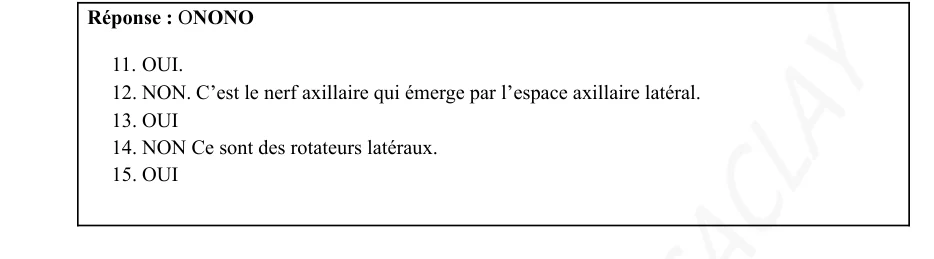 Réponse : ONONO
11. OUI.
12. NON. C’est le nerf axillaire qui émerge par l’espace axillaire latéral.
13. OUI
14. NON Ce sont des rotateurs latéraux.
15. OUI
SACLAY